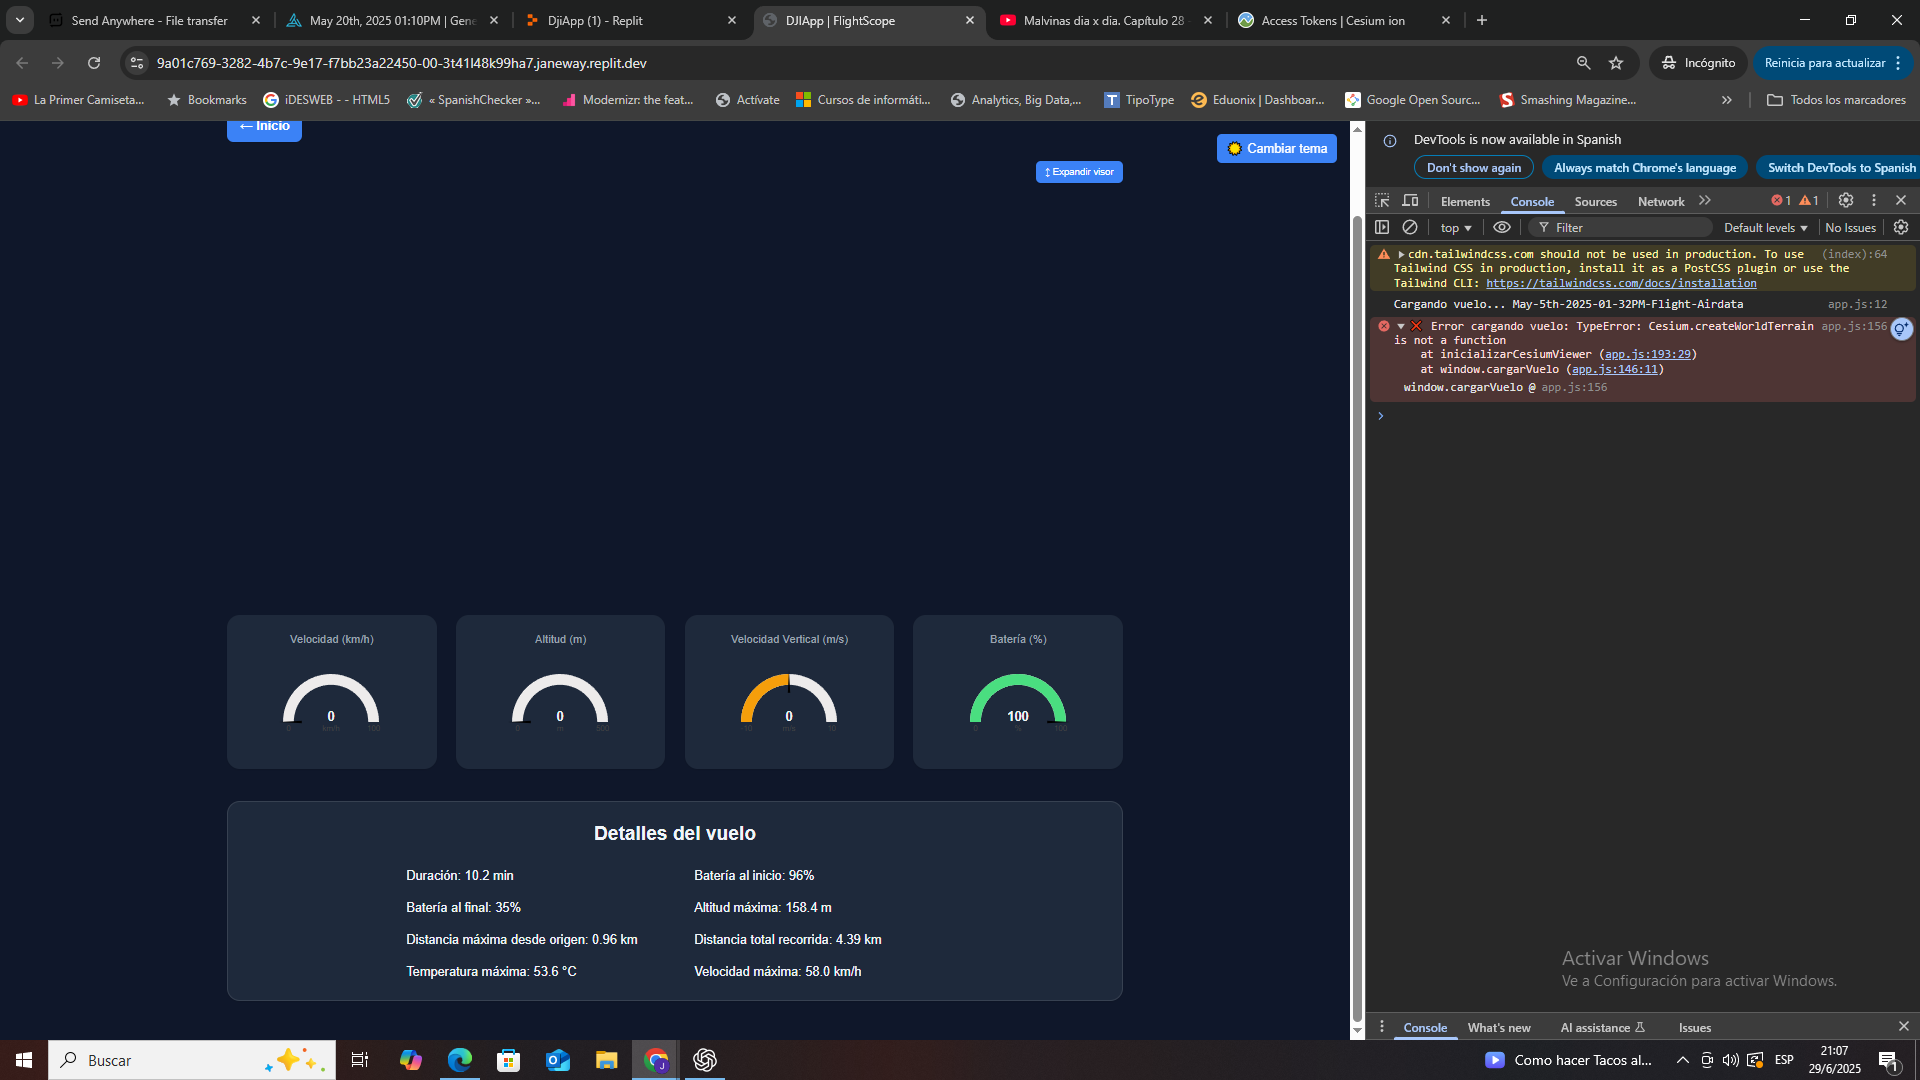 Send Anywhere - File transfer
May 20th, 2025 01:10PM | Gene
DjiApp (1) - Replit
DJIApp | FlightScope
Malvinas dia x dia. Capítulo 28
Access Tokens | Cesium ion
9a01c769-3282-4b7c-9e17-f7bb23a22450-00-3t41l48k99ha7.janeway.replit.dev
Incógnito
Reinicia para actualizar
La Primer Camiseta...
Bookmarks
iDESWEB - - HTML5
« SpanishChecker »...
Modernizr: the feat...
Actívate
Cursos de informáti...
Analytics, Big Data,...
TipoType
Eduonix | Dashboar...
Google Open Sourc...
Smashing Magazine...
Todos los marcadores
← Inicio
Cambiar tema
↕ Expandir visor
Velocidad (km/h)
0
Altitud (m)
0
Velocidad Vertical (m/s)
0
Batería (%)
100
Detalles del vuelo
Duración: 10.2 min
Batería al inicio: 96%
Batería al final: 35%
Altitud máxima: 158.4 m
Distancia máxima desde origen: 0.96 km
Distancia total recorrida: 4.39 km
Temperatura máxima: 53.6 °C
Velocidad máxima: 58.0 km/h
DevTools is now available in Spanish
Don't show again
Always match Chrome's language
Switch DevTools to Spanish
Elements
Console
Sources
Network
1
1
top
Filter
Default levels
No Issues
cdn.tailwindcss.com should not be used in production. To use (index):64
Tailwind CSS in production, install it as a PostCSS plugin or use the
Tailwind CLI: https://tailwindcss.com/docs/installation
Cargando vuelo... May-5th-2025-01-32PM-Flight-Airdata app.js:12
Error cargando vuelo: TypeError: Cesium.createWorldTerrain app.js:156
is not a function
at inicializarCesiumViewer (app.js:193:29)
at window.cargarVuelo (app.js:146:11)
window.cargarVuelo @ app.js:156
Activar Windows
Ve a Configuración para activar Windows.
Console
What's new
AI assistance
Issues
Buscar
Como hacer Tacos al...
ESP
21:07
29/6/2025
1